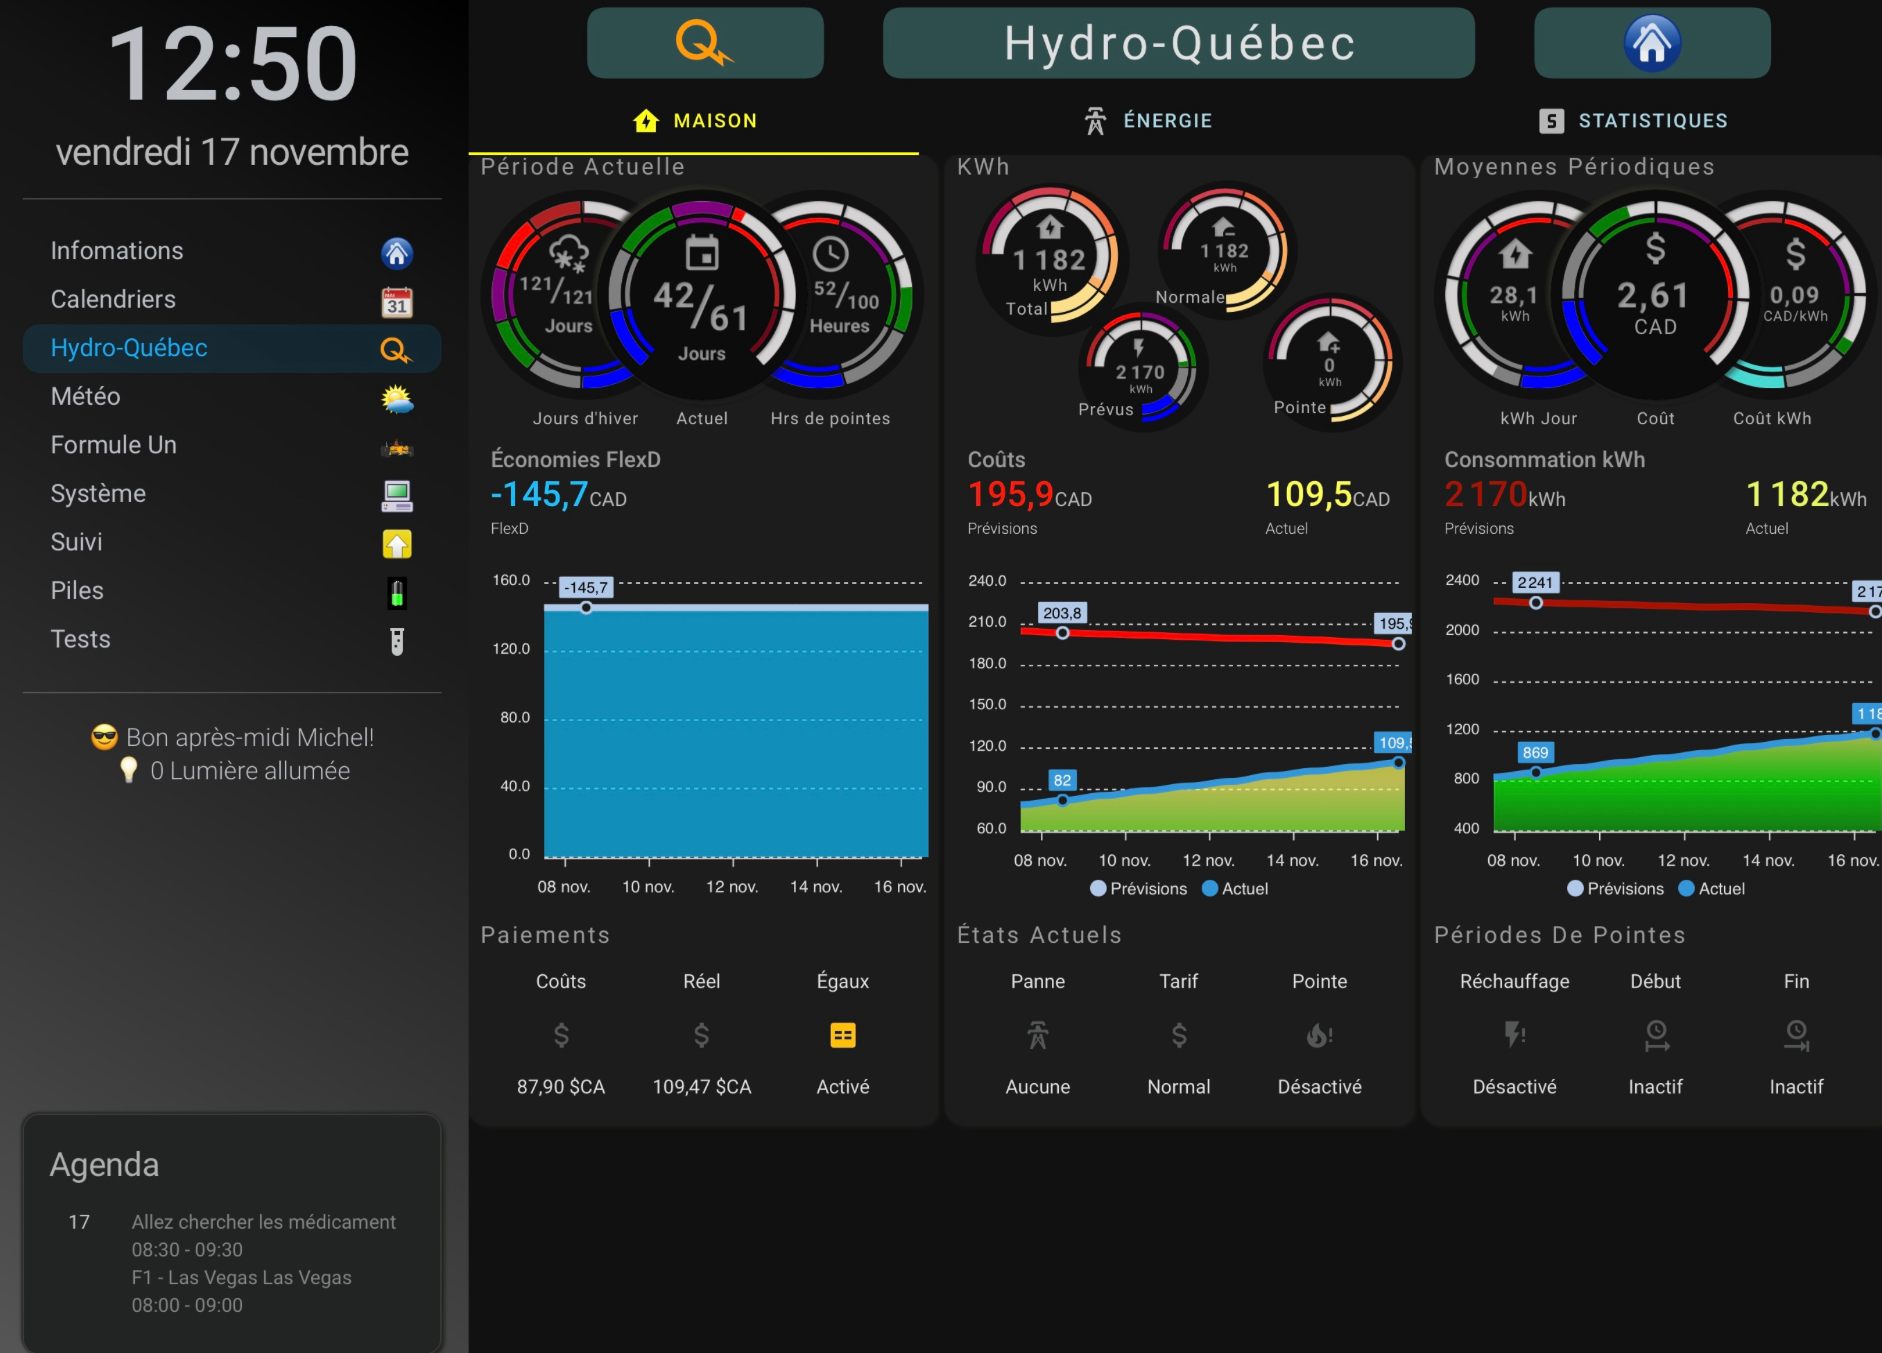 12:50
vendredi 17 novembre
Infomations
Calendriers
31
Hydro-Québec
Météo
Formule Un
Système
Suivi
Piles
Tests
😎 Bon après-midi Michel!
💡 0 Lumière allumée
Agenda
17
Allez chercher les médicament
08:30 - 09:30
F1 - Las Vegas Las Vegas
08:00 - 09:00
Hydro-Québec
MAISON
ÉNERGIE
S STATISTIQUES
Période Actuelle
121/121
Jours
42/61
Jours
52/100
Heures
Jours d'hiver
Actuel
Hrs de pointes
Économies FlexD
-145,7CAD
FlexD
160.0
-145,7
120.0
80.0
40.0
0.0
08 nov. 10 nov. 12 nov. 14 nov. 16 nov.
Paiements
Coûts Réel Égaux
$ $
87,90 $CA 109,47 $CA Activé
KWh
1 182
kWh
Total
1 182
kWh
Normale
2 170
kWh
Prévus
0
kWh
Pointe
Coûts
195,9CAD 109,5CAD
Prévisions Actuel
240.0
203,8
210.0
195,9
180.0
150.0
120.0
109,5
82
90.0
60.0
08 nov. 10 nov. 12 nov. 14 nov. 16 nov.
Prévisions Actuel
États Actuels
Panne Tarif Pointe
$
Aucune Normal Désactivé
Moyennes Périodiques
28,1
kWh
$
2,61
CAD
$
0,09
CAD/kWh
kWh Jour
Coût
Coût kWh
Consommation kWh
2 170kWh 1 182kWh
Prévisions Actuel
2400
2 241
2 17
2000
1600
1200
1 18
869
800
400
08 nov. 10 nov. 12 nov. 14 nov. 16 nov.
Prévisions Actuel
Périodes De Pointes
Réchauffage Début Fin
Désactivé Inactif Inactif